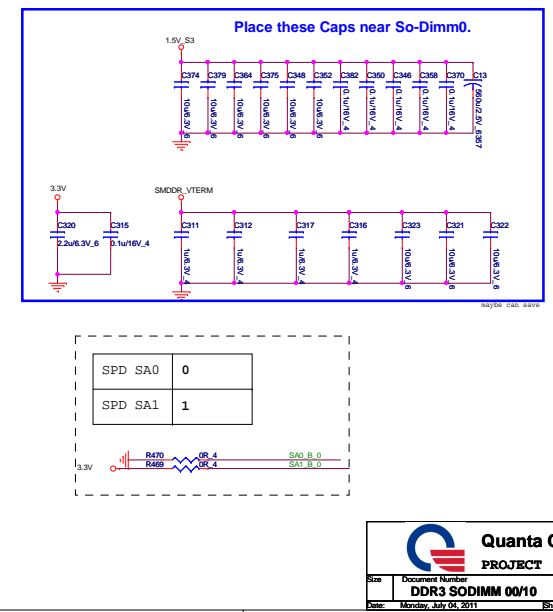 Place these Caps near So-Dimm0.
1.5V_S3
C374 C379 C364 C375 C348 C352 C382 C350 C346 C358 C370 C13
10u/6.3V_6 10u/6.3V_6 10u/6.3V_6 10u/6.3V_6 10u/6.3V_6 10u/6.3V_6 0.1u/16V_4 0.1u/16V_4 0.1u/16V_4 0.1u/16V_4 0.1u/16V_4 560u/2.5V_6357
3.3V SMDDR_VTERM
C320 C315 C311 C312 C317 C316 C323 C321 C322
2.2u/6.3V_6 0.1u/16V_4 1u/6.3V_4 1u/6.3V_4 1u/6.3V_4 1u/6.3V_4 10u/6.3V_6 10u/6.3V_6 10u/6.3V_6
maybe can save
SPD SA0 0
SPD SA1 1
R470 0R_4 SA0_B_0
3.3V R469 0R_4 SA1_B_0
Quanta C
PROJECT
Size Document Number
DDR3 SODIMM 00/10
Date: Monday, July 04, 2011 Sh